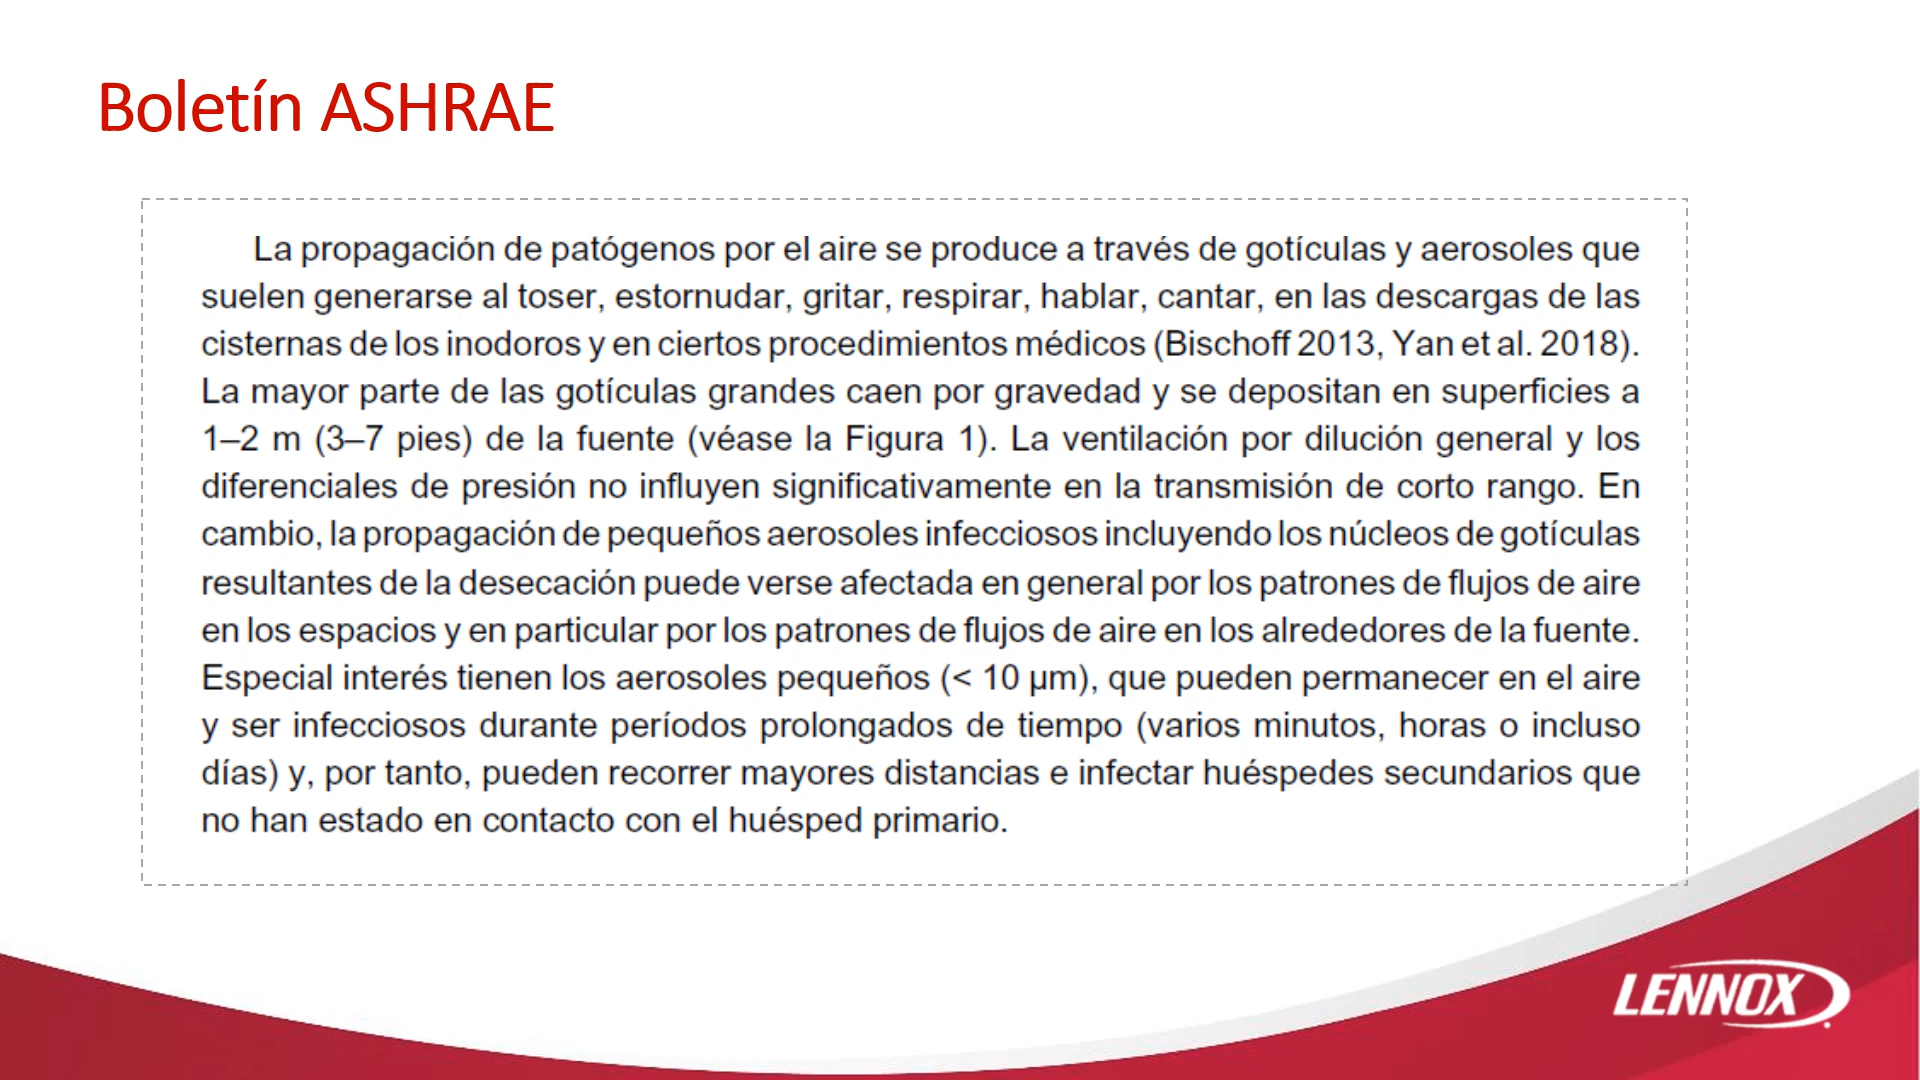 Boletín ASHRAE
La propagación de patógenos por el aire se produce a través de gotículas y aerosoles que
suelen generarse al toser, estornudar, gritar, respirar, hablar, cantar, en las descargas de las
cisternas de los inodoros y en ciertos procedimientos médicos (Bischoff 2013, Yan et al. 2018).
La mayor parte de las gotículas grandes caen por gravedad y se depositan en superficies a
1–2 m (3–7 pies) de la fuente (véase la Figura 1). La ventilación por dilución general y los
diferenciales de presión no influyen significativamente en la transmisión de corto rango. En
cambio, la propagación de pequeños aerosoles infecciosos incluyendo los núcleos de gotículas
resultantes de la desecación puede verse afectada en general por los patrones de flujos de aire
en los espacios y en particular por los patrones de flujos de aire en los alrededores de la fuente.
Especial interés tienen los aerosoles pequeños (< 10 µm), que pueden permanecer en el aire
y ser infecciosos durante períodos prolongados de tiempo (varios minutos, horas o incluso
días) y, por tanto, pueden recorrer mayores distancias e infectar huéspedes secundarios que
no han estado en contacto con el huésped primario.
LENNOX